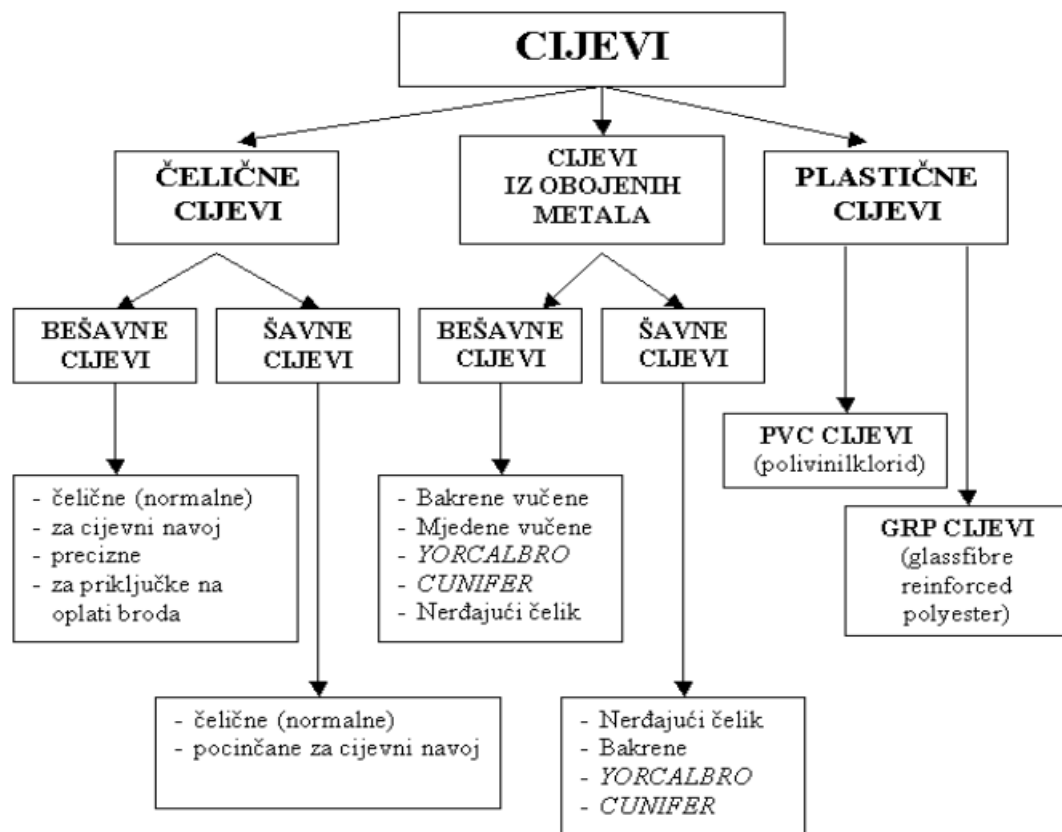 CIJEVI
ČELIČNE
CIJEVI
CIJEVI
IZ OBOJENIH
METALA
PLASTIČNE
CIJEVI
BEŠAVNE
CIJEVI
ŠAVNE
CIJEVI
BEŠAVNE
CIJEVI
ŠAVNE
CIJEVI
PVC CIJEVI
(polivinilklorid)
- čelične (normalne)
- za cijevni navoj
- precizne
- za priključke na
oplati broda
- Bakrene vučene
- Mjedene vučene
- YORCALBRO
- CUNIFER
- Nerđajući čelik
GRP CIJEVI
(glassfibre
reinforced
polyester)
- čelične (normalne)
- pocinčane za cijevni navoj
- Nerđajući čelik
- Bakrene
- YORCALBRO
- CUNIFER